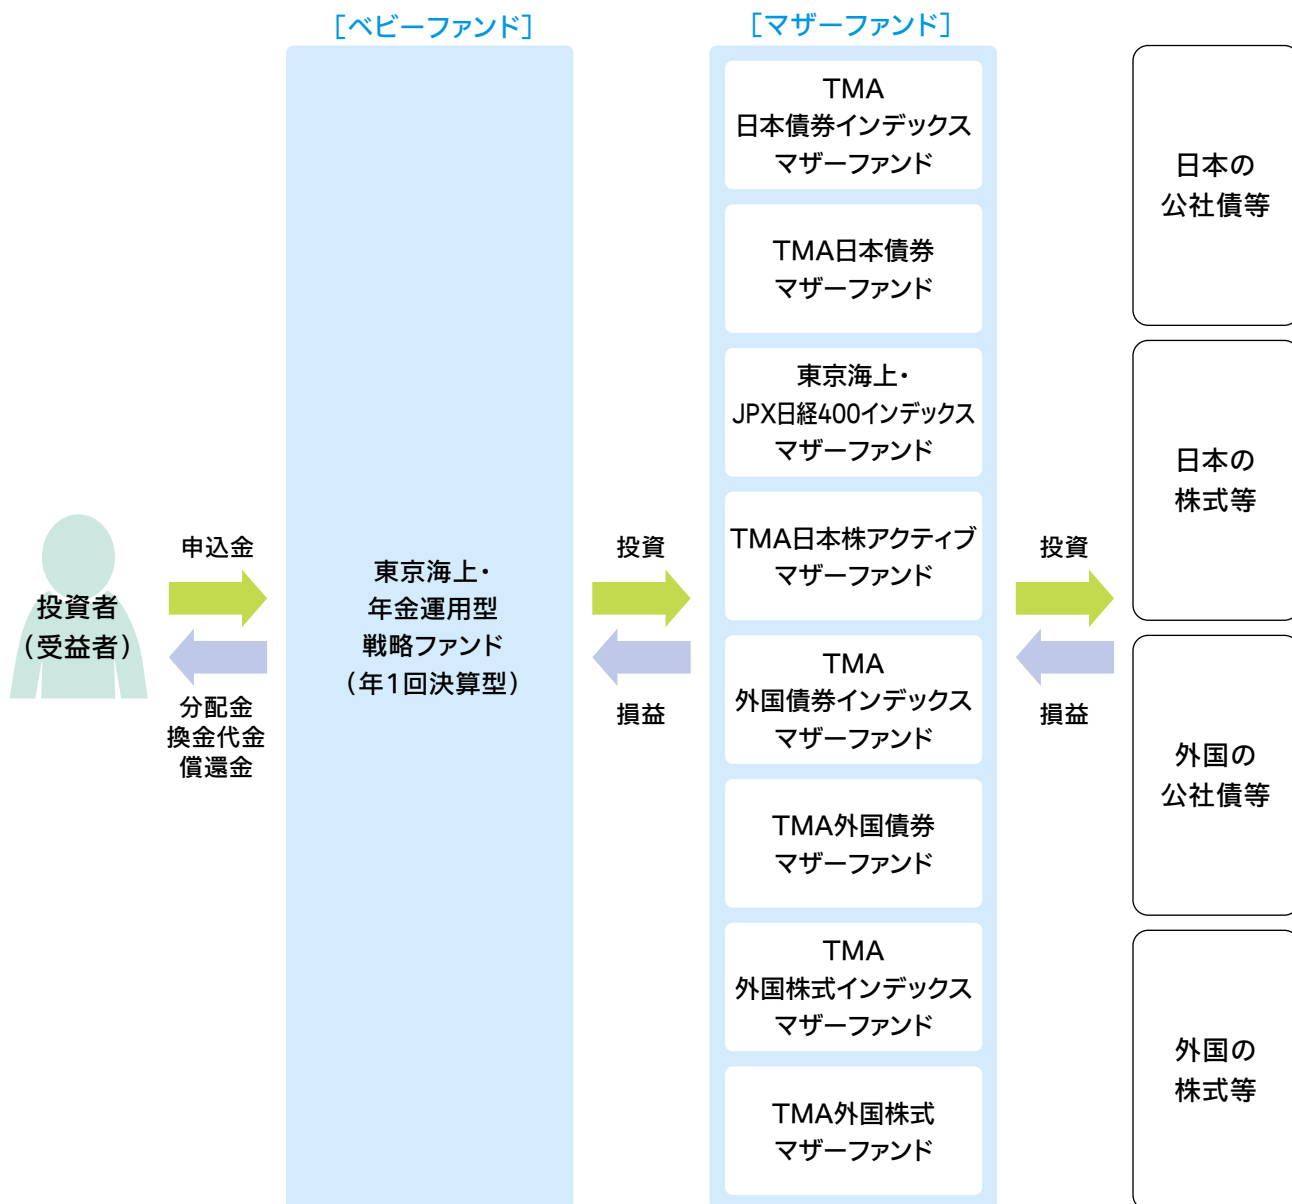 ［ベビーファンド］
［マザーファンド］
投資者
（受益者）
申込金
分配金
換金代金
償還金
東京海上・
年金運用型
戦略ファンド
（年1回決算型）
投資
損益
TMA
日本債券インデックス
マザーファンド
TMA日本債券
マザーファンド
東京海上・
JPX日経400インデックス
マザーファンド
TMA日本株アクティブ
マザーファンド
TMA
外国債券インデックス
マザーファンド
TMA外国債券
マザーファンド
TMA
外国株式インデックス
マザーファンド
TMA外国株式
マザーファンド
投資
損益
日本の
公社債等
日本の
株式等
外国の
公社債等
外国の
株式等